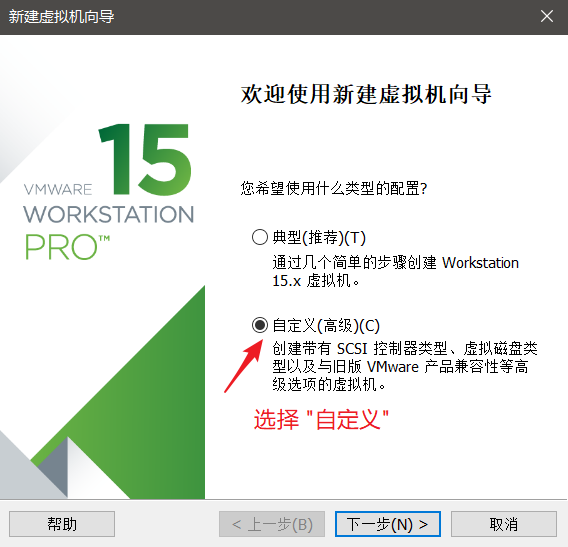 新建虚拟机向导
欢迎使用新建虚拟机向导
15
VMWARE
WORKSTATION
PRO™
您希望使用什么类型的配置?
典型(推荐)(T)
通过几个简单的步骤创建 Workstation
15.x 虚拟机。
自定义(高级)(C)
创建带有 SCSI 控制器类型、虚拟磁盘类
型以及与旧版 VMware 产品兼容性等高
级选项的虚拟机。
选择 "自定义"
帮助
< 上一步(B)
下一步(N) >
取消